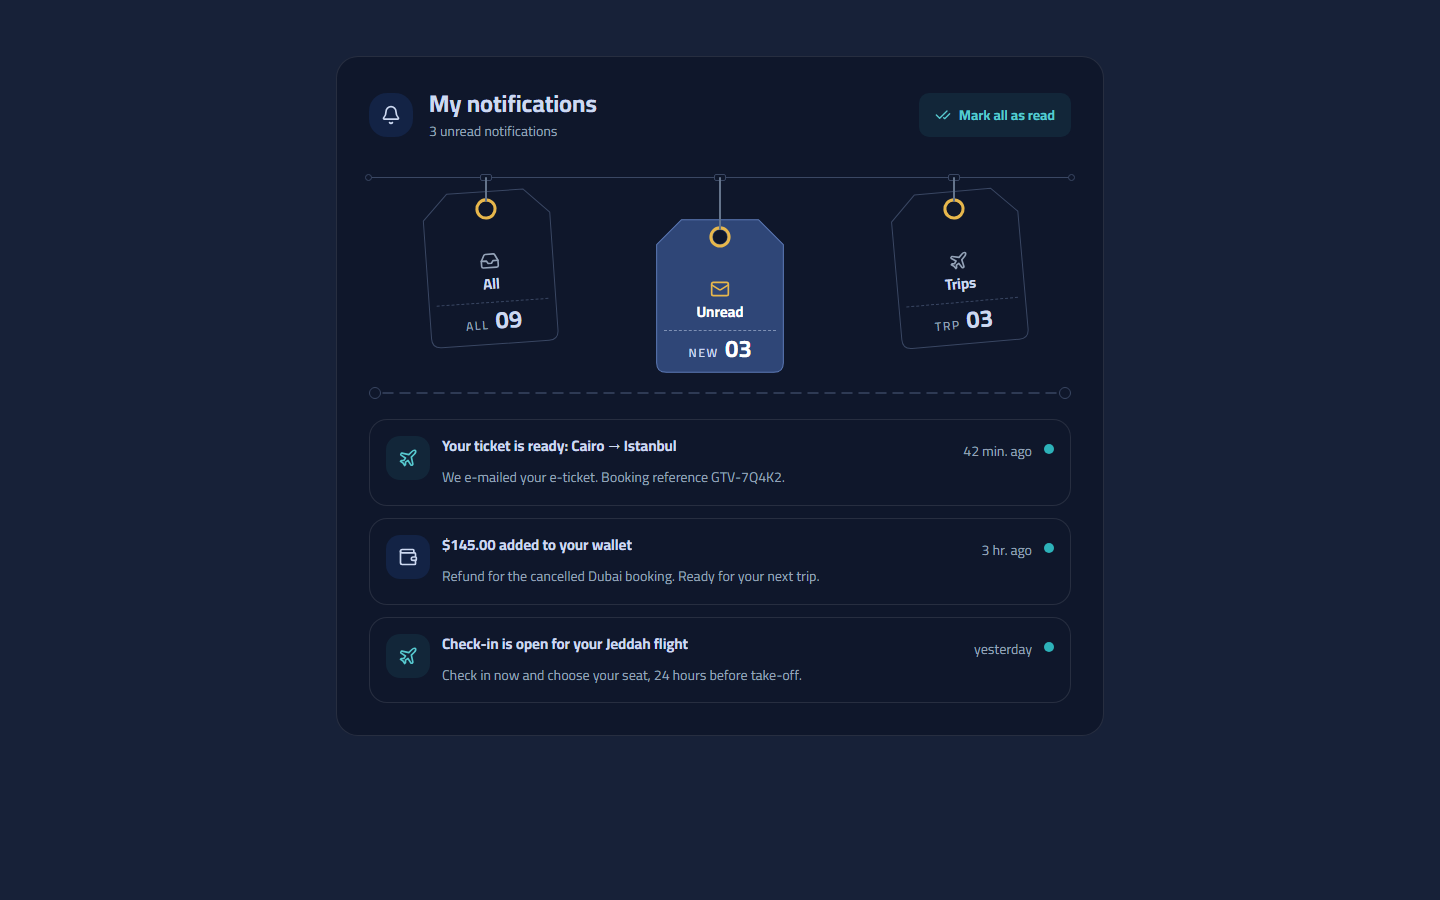 My notifications
3 unread notifications
Mark all as read
All
ALL 09
Unread
NEW 03
Trips
TRP 03
Your ticket is ready: Cairo → Istanbul
42 min. ago
We e-mailed your e-ticket. Booking reference GTV-7Q4K2.
$145.00 added to your wallet
3 hr. ago
Refund for the cancelled Dubai booking. Ready for your next trip.
Check-in is open for your Jeddah flight
yesterday
Check in now and choose your seat, 24 hours before take-off.